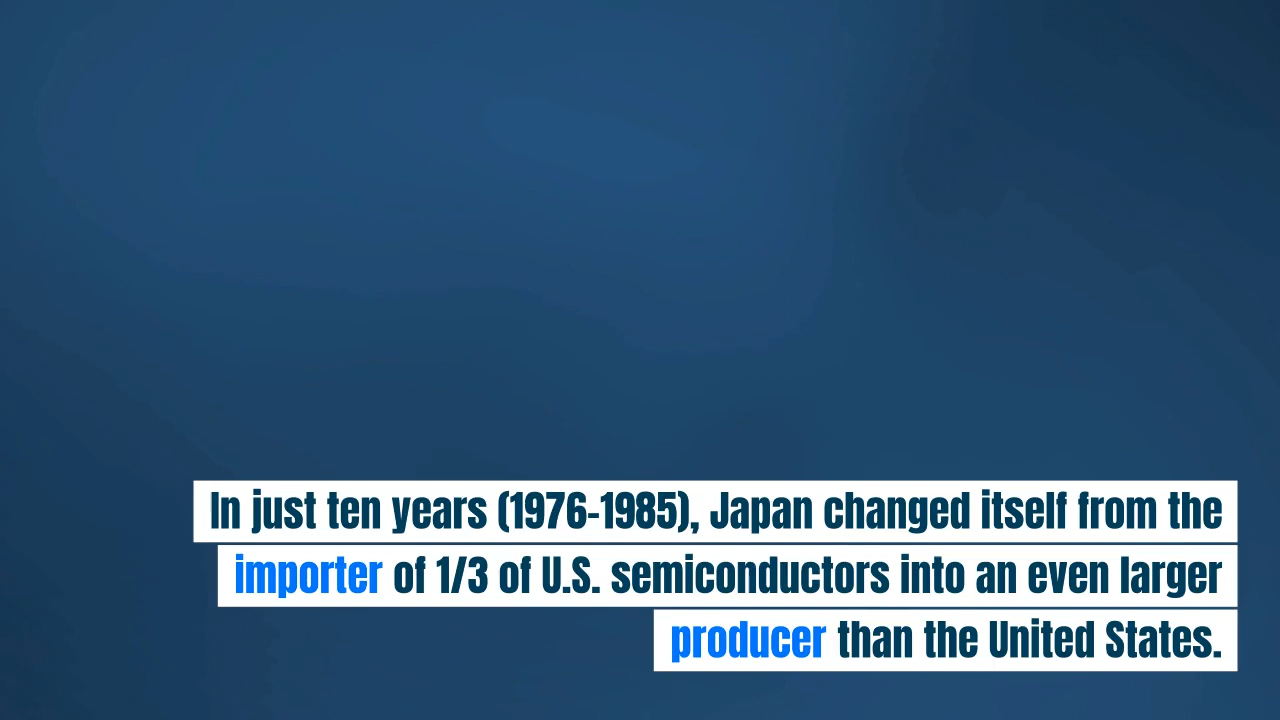 In just ten years (1976-1985), Japan changed itself from the
importer of 1/3 of U.S. semiconductors into an even larger
producer than the United States.